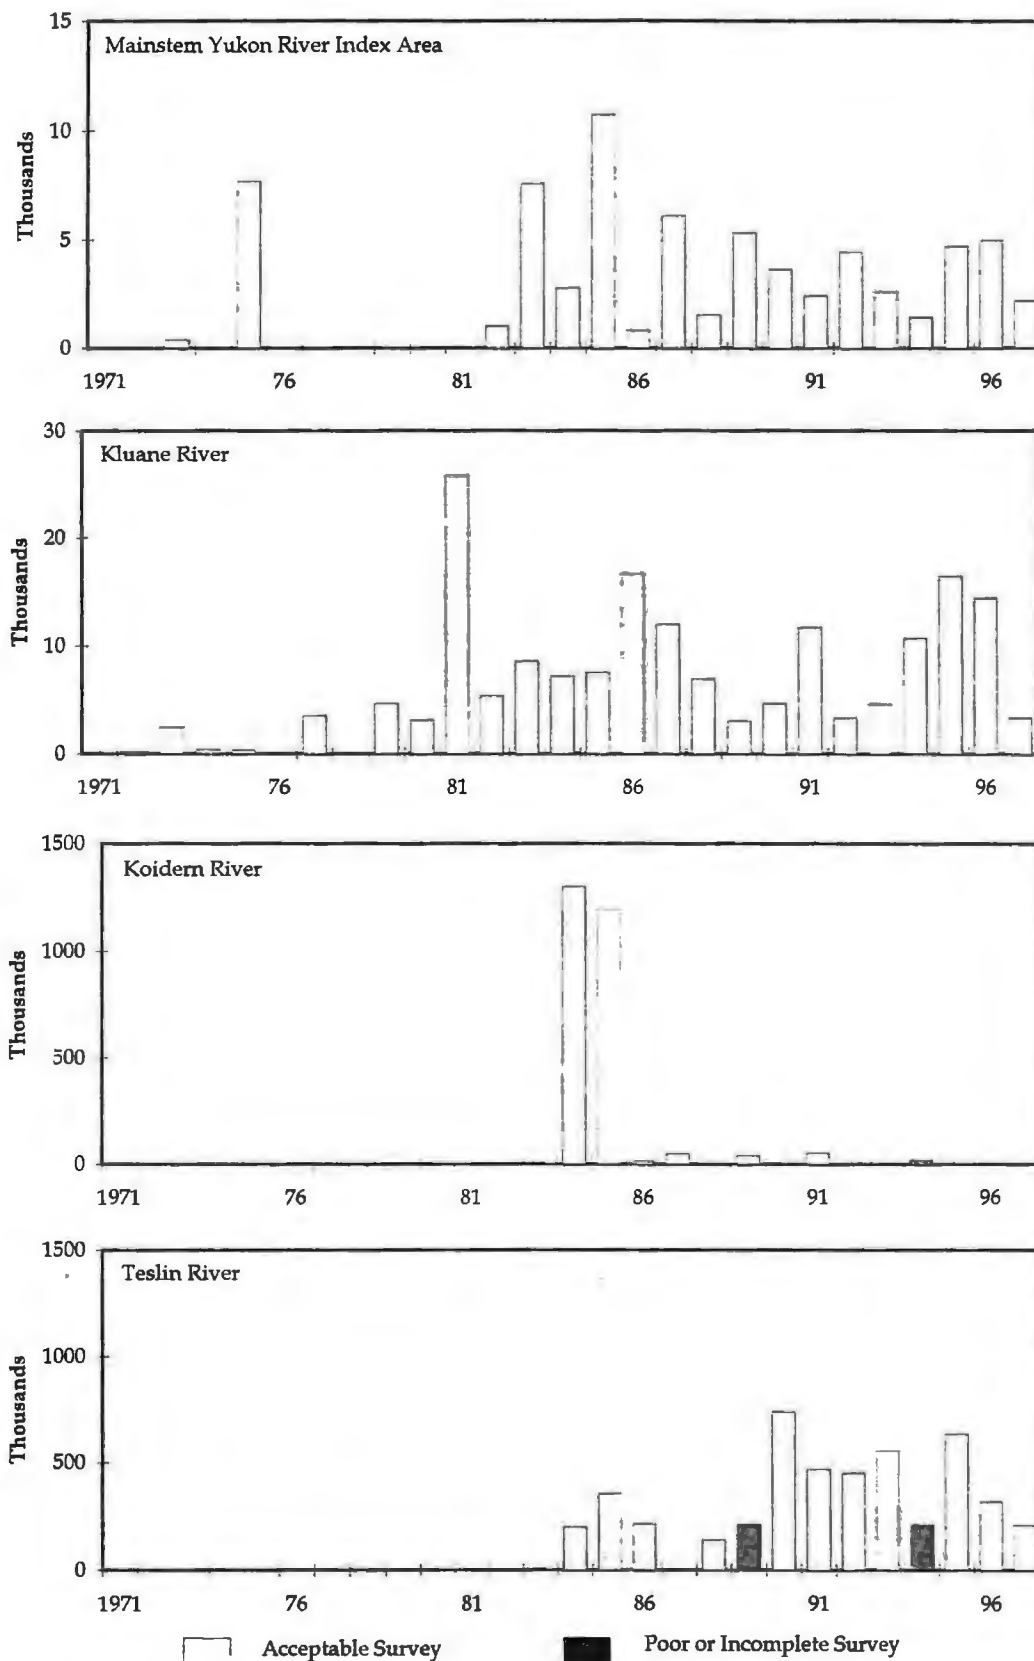 15
Mainstem Yukon River Index Area
10
Thousands
5
0
1971 76 81 86 91 96
30
Kluane River
20
Thousands
10
0
1971 76 81 86 91 96
1500
Koidern River
1000
Thousands
500
0
1971 76 81 86 91 96
1500
Teslin River
1000
Thousands
500
0
1971 76 81 86 91 96
Acceptable Survey Poor or Incomplete Survey